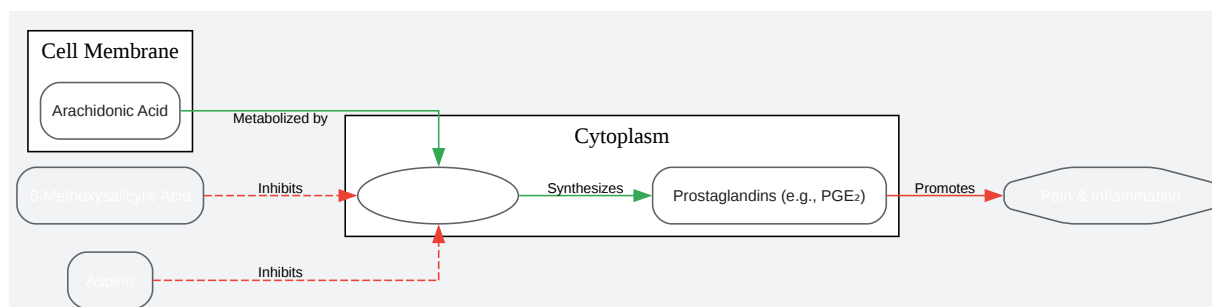 Cell Membrane
Arachidonic Acid
Metabolized by
Cytoplasm
6-Methoxysalicylic Acid
Inhibits
Synthesizes
Prostaglandins (e.g., PGE₂)
Promotes
Pain & Inflammation
Aspirin
Inhibits